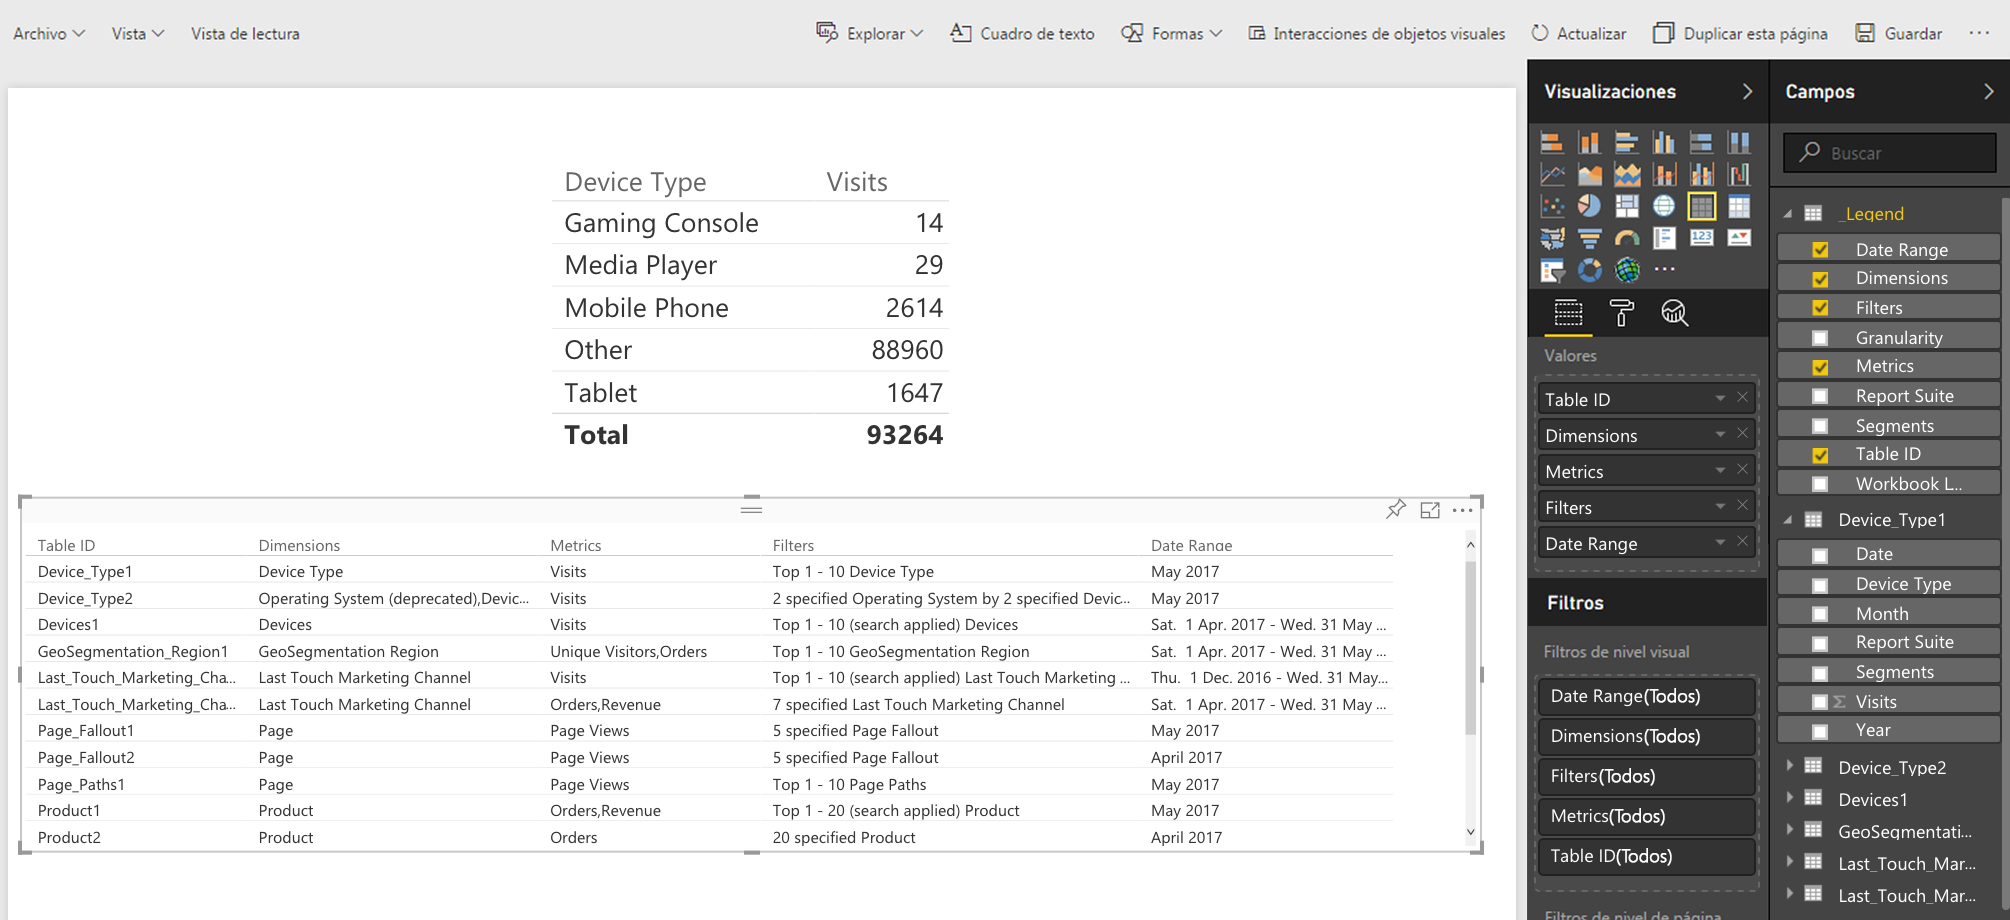 Archivo Vista Vista de lectura Explorar Cuadro de texto Formas Interacciones de objetos visuales Actualizar Duplicar esta página Guardar ...
Device Type Visits
Gaming Console 14
Media Player 29
Mobile Phone 2614
Other 88960
Tablet 1647
Total 93264
Table ID Dimensions Metrics Filters Date Range
Device_Type1 Device Type Visits Top 1 - 10 Device Type May 2017
Device_Type2 Operating System (deprecated),Devic... Visits 2 specified Operating System by 2 specified Devic... May 2017
Devices1 Devices Visits Top 1 - 10 (search applied) Devices Sat. 1 Apr. 2017 - Wed. 31 May ...
GeoSegmentation_Region1 GeoSegmentation Region Unique Visitors,Orders Top 1 - 10 GeoSegmentation Region Sat. 1 Apr. 2017 - Wed. 31 May ...
Last_Touch_Marketing_Cha... Last Touch Marketing Channel Visits Top 1 - 10 (search applied) Last Touch Marketing ... Thu. 1 Dec. 2016 - Wed. 31 May...
Last_Touch_Marketing_Cha... Last Touch Marketing Channel Orders,Revenue 7 specified Last Touch Marketing Channel Sat. 1 Apr. 2017 - Wed. 31 May ...
Page_Fallout1 Page Page Views 5 specified Page Fallout May 2017
Page_Fallout2 Page Page Views 5 specified Page Fallout April 2017
Page_Paths1 Page Page Views Top 1 - 10 Page Paths May 2017
Product1 Product Orders,Revenue Top 1 - 20 (search applied) Product May 2017
Product2 Product Orders 20 specified Product April 2017
Visualizaciones
123
Valores
Table ID
Dimensions
Metrics
Filters
Date Range
Filtros
Filtros de nivel visual
Date Range(Todos)
Dimensions(Todos)
Filters(Todos)
Metrics(Todos)
Table ID(Todos)
Filtros de nivel de página
Campos
Buscar
_Legend
Date Range
Dimensions
Filters
Granularity
Metrics
Report Suite
Segments
Table ID
Workbook L..
Device_Type1
Date
Device Type
Month
Report Suite
Segments
Σ Visits
Year
Device_Type2
Devices1
GeoSegmentati...
Last_Touch_Mar...
Last_Touch_Mar...